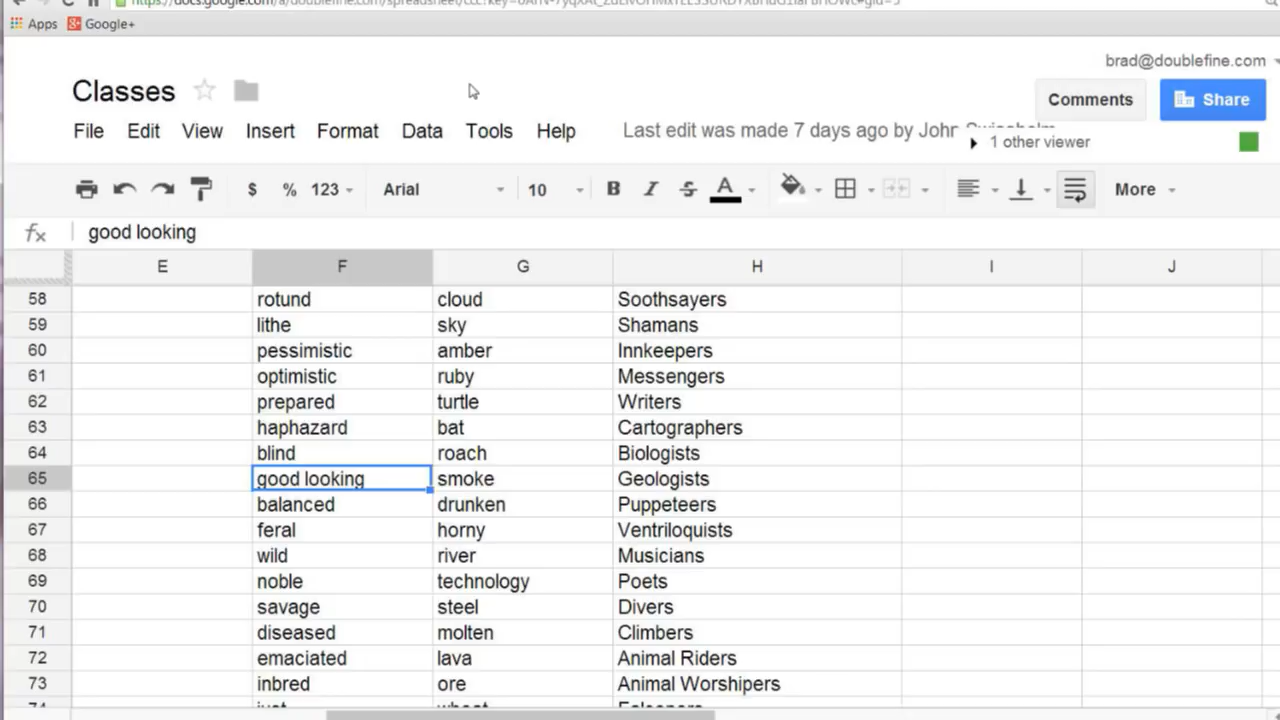 Apps Google+
brad@doublefine.com
Classes
Comments Share
File Edit View Insert Format Data Tools Help Last edit was made 7 days ago by John
1 other viewer
$ % 123 Arial 10 B I S A More
fx good looking
E F G H I J
58 rotund cloud Soothsayers
59 lithe sky Shamans
60 pessimistic amber Innkeepers
61 optimistic ruby Messengers
62 prepared turtle Writers
63 haphazard bat Cartographers
64 blind roach Biologists
65 good looking smoke Geologists
66 balanced drunken Puppeteers
67 feral horny Ventriloquists
68 wild river Musicians
69 noble technology Poets
70 savage steel Divers
71 diseased molten Climbers
72 emaciated lava Animal Riders
73 inbred ore Animal Worshipers